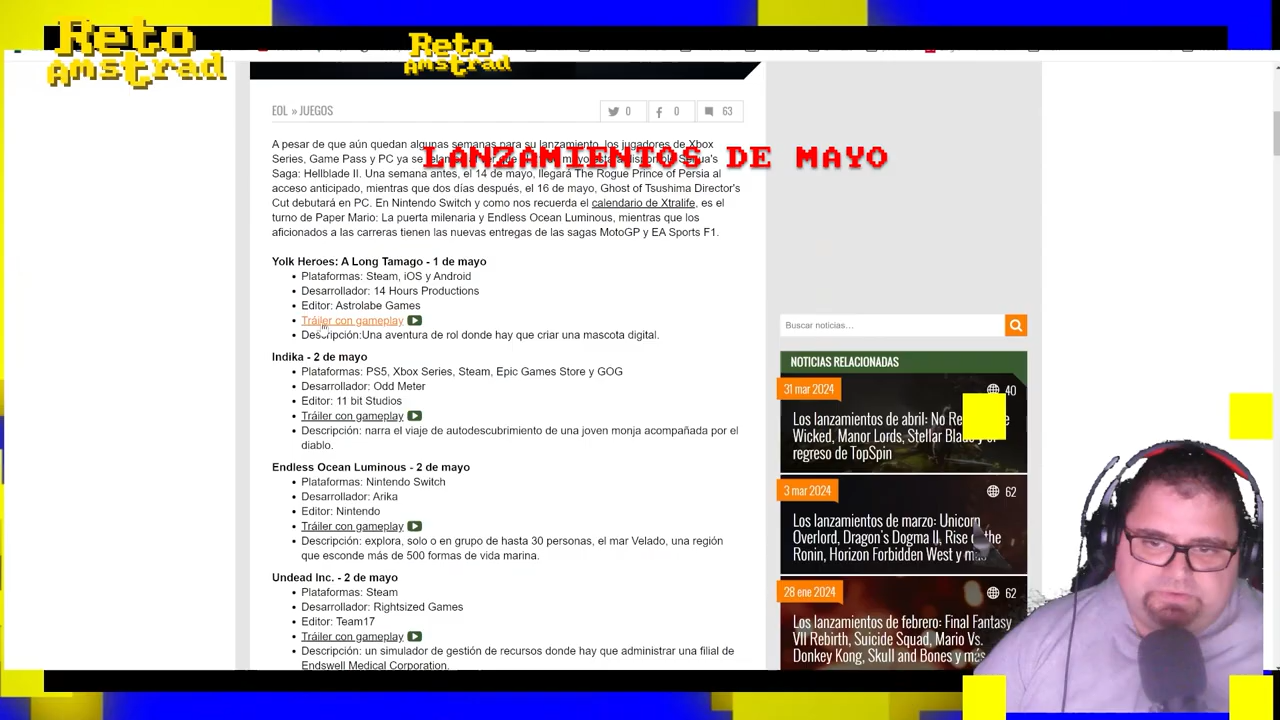 Reto
Amstrad
Reto
Amstrad
EOL » JUEGOS
0
0
63
LANZAMIENTOS DE MAYO
A pesar de que aún quedan algunas semanas para su lanzamiento, los jugadores de Xbox
Series, Game Pass y PC ya se
Saga: Hellblade II. Una semana antes, el 14 de mayo, llegará The Rogue Prince of Persia al
acceso anticipado, mientras que dos días después, el 16 de mayo, Ghost of Tsushima Director's
Cut debutará en PC. En Nintendo Switch y como nos recuerda el calendario de Xtralife, es el
turno de Paper Mario: La puerta milenaria y Endless Ocean Luminous, mientras que los
aficionados a las carreras tienen las nuevas entregas de las sagas MotoGP y EA Sports F1.
Yolk Heroes: A Long Tamago - 1 de mayo
• Plataformas: Steam, iOS y Android
• Desarrollador: 14 Hours Productions
• Editor: Astrolabe Games
• Tráiler con gameplay
• Descripción:Una aventura de rol donde hay que criar una mascota digital.
Indika - 2 de mayo
• Plataformas: PS5, Xbox Series, Steam, Epic Games Store y GOG
• Desarrollador: Odd Meter
• Editor: 11 bit Studios
• Tráiler con gameplay
• Descripción: narra el viaje de autodescubrimiento de una joven monja acompañada por el
diablo.
Endless Ocean Luminous - 2 de mayo
• Plataformas: Nintendo Switch
• Desarrollador: Arika
• Editor: Nintendo
• Tráiler con gameplay
• Descripción: explora, solo o en grupo de hasta 30 personas, el mar Velado, una región
que esconde más de 500 formas de vida marina.
Undead Inc. - 2 de mayo
• Plataformas: Steam
• Desarrollador: Rightsized Games
• Editor: Team17
• Tráiler con gameplay
• Descripción: un simulador de gestión de recursos donde hay que administrar una filial de
Endswell Medical Corporation.
Buscar noticias...
NOTICIAS RELACIONADAS
31 mar 2024
40
Los lanzamientos de abril: No
Wicked, Manor Lords, Stellar Blade y el
regreso de TopSpin
3 mar 2024
62
Los lanzamientos de marzo: Unicorn
Overlord, Dragon's Dogma II, Rise of the
Ronin, Horizon Forbidden West y más
28 ene 2024
62
Los lanzamientos de febrero: Final Fantasy
VII Rebirth, Suicide Squad, Mario Vs.
Donkey Kong, Skull and Bones y más